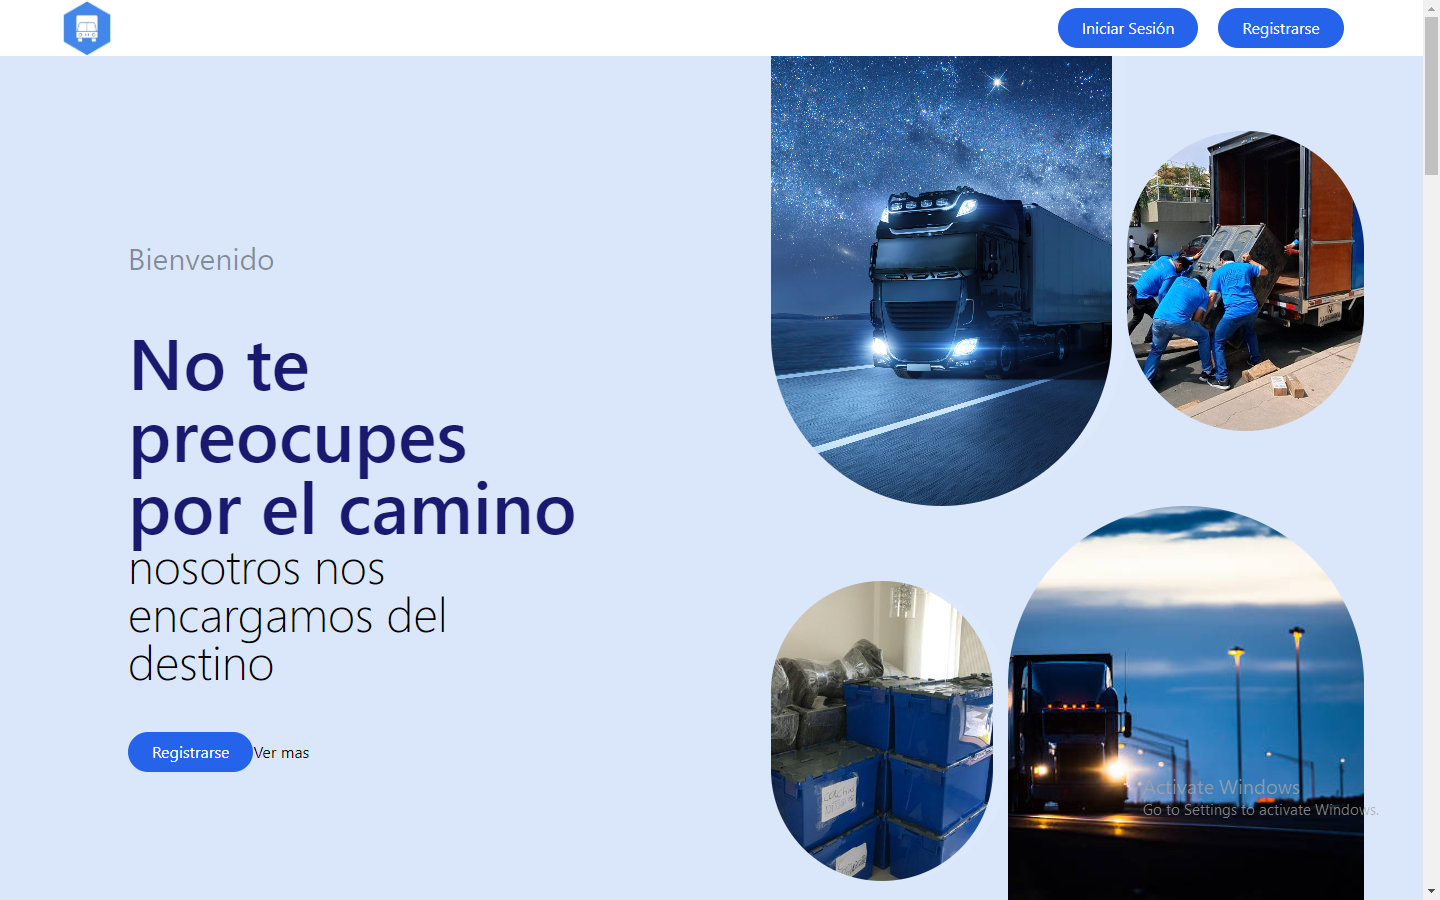 Iniciar Sesión
Registrarse
Bienvenido
No te
preocupes
por el camino
nosotros nos
encargamos del
destino
Registrarse
Ver mas
Activate Windows
Go to Settings to activate Windows.